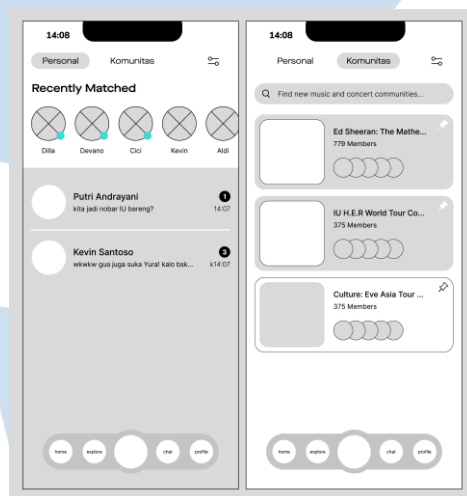 14:08
Personal Komunitas
Recently Matched
Dilla Devano Cici Kevin Aldi
Putri Andrayani 1
kita jadi nobar IU bareng? 14:07
Kevin Santoso 3
wkwkw gua juga suka Yura! kalo bsk... k14:07
home explore chat profile
14:08
Personal Komunitas
Find new music and concert communities...
Ed Sheeran: The Mathe...
779 Members
IU H.E.R World Tour Co...
375 Members
Culture: Eve Asia Tour ...
375 Members
home explore chat profile